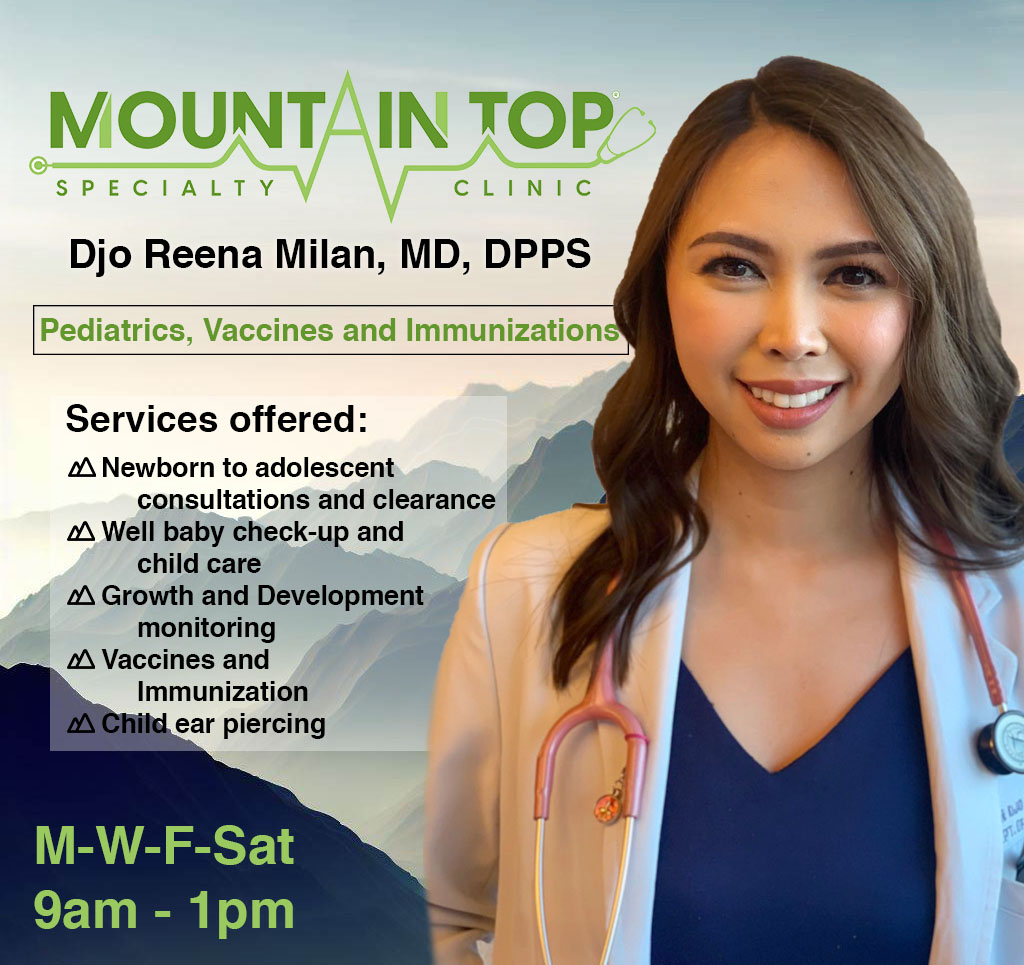 MOUNTAIN TOP
SPECIALTY CLINIC
Djo Reena Milan, MD, DPPS
Pediatrics, Vaccines and Immunizations
Services offered:
Newborn to adolescent
consultations and clearance
Well baby check-up and
child care
Growth and Development
monitoring
Vaccines and
Immunization
Child ear piercing
M-W-F-Sat
9am - 1pm